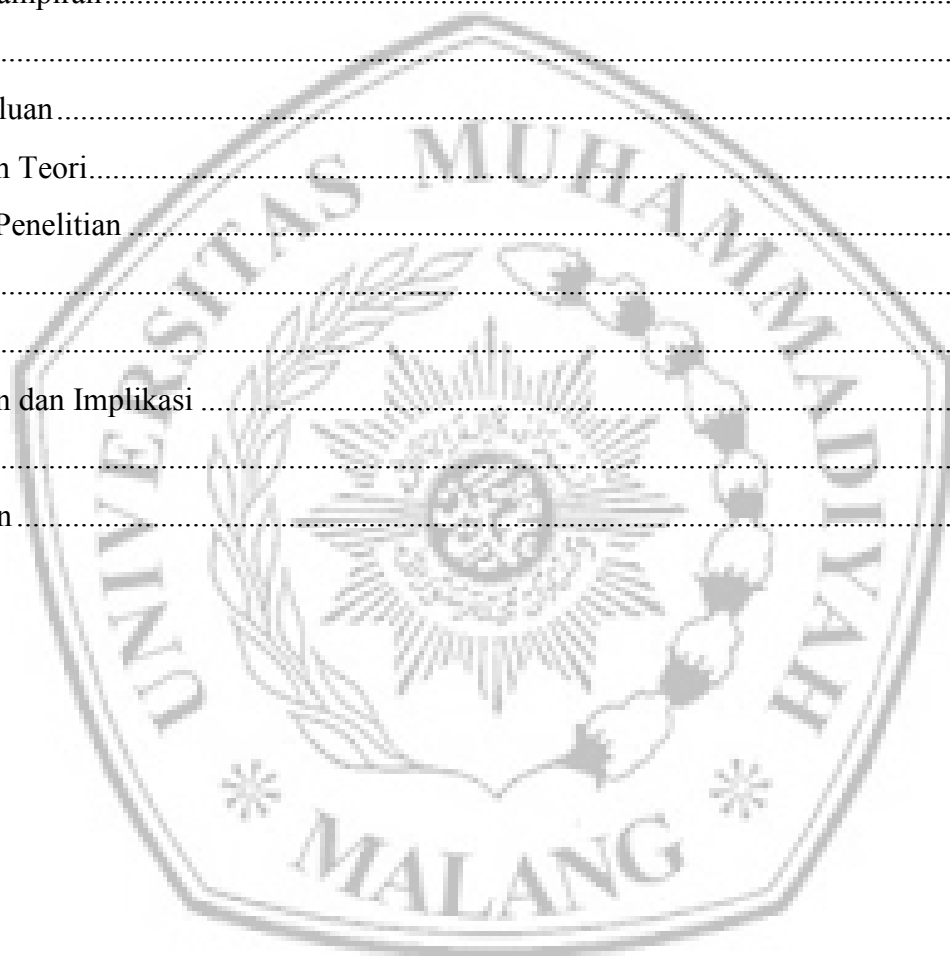 ampiran..........................................................................................................
.......................................................................................................................
luan................................................................................................................
n Teori............................................................................................................
Penelitian.......................................................................................................
.......................................................................................................................
.......................................................................................................................
n dan Implikasi..............................................................................................
.......................................................................................................................
n.....................................................................................................................
UNIVERSITAS MUHAMMADIYAH
MALANG